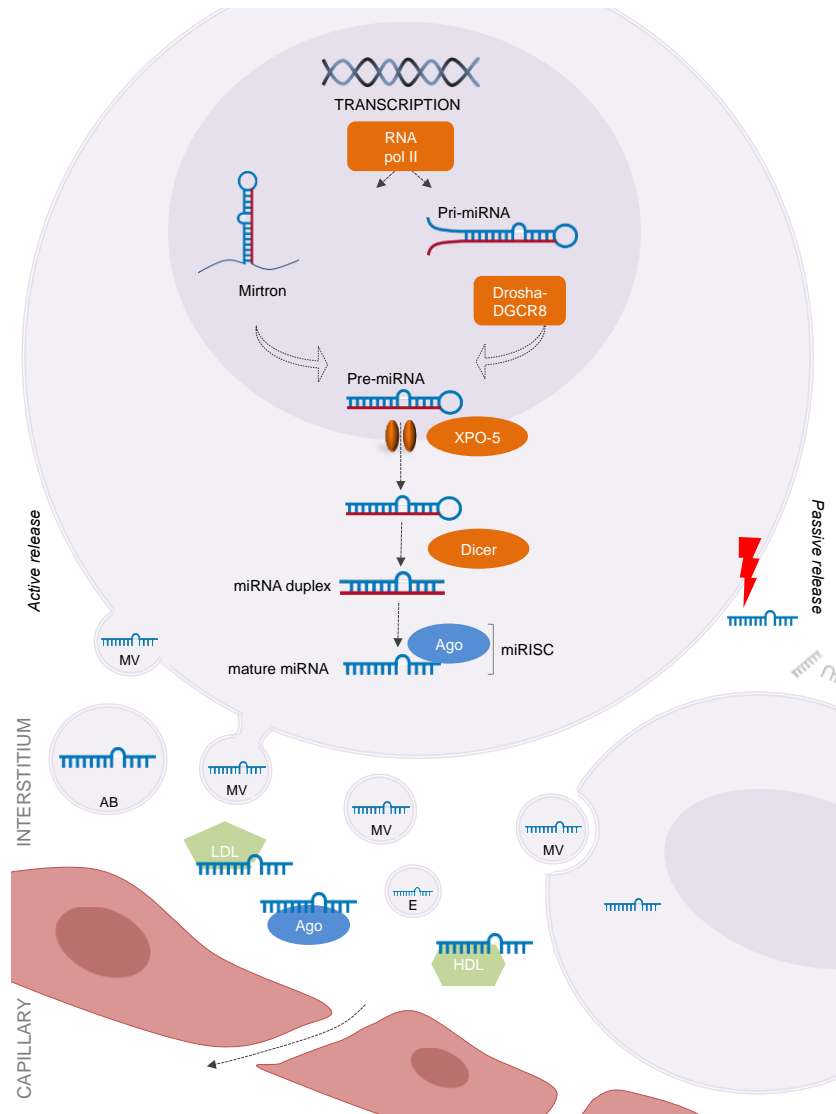 TRANSCRIPTION
RNA
pol II
Pri-miRNA
Mirtron
Drosha-
DGCR8
Pre-miRNA
XPO-5
Dicer
miRNA duplex
Ago
miRISC
mature miRNA
Active release
Passive release
MV
INTERSTITIUM
AB
MV
MV
MV
LDL
E
Ago
HDL
CAPILLARY